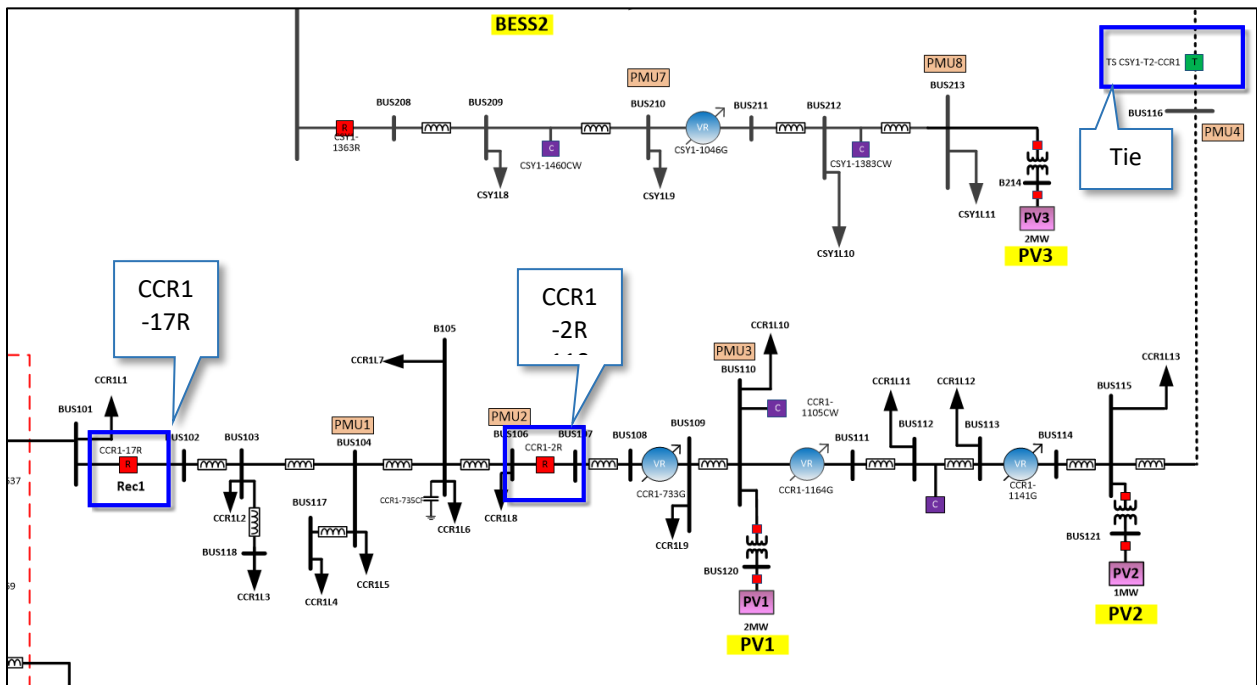 BESS2
TS CSY1-T2-CCR1
T
PMU8
PMU7
BUS213
BUS208
BUS209
BUS210
BUS211
BUS212
BUS116
PMU4
R
VR
CSY1-
1363R
C
CSY1-1460CW
CSY1-1046G
C
CSY1-1383CW
Tie
CSY1L8
CSY1L9
B214
CSY1L11
PV3
2MW
CSY1L10
PV3
CCR1
-17R
CCR1
-2R
B105
CCR1L10
PMU3
CCR1L7
BUS110
CCR1L13
CCR1L1
CCR1L11
CCR1L12
BUS115
BUS101
PMU1
PMU2
C
CCR1-
1105CW
BUS102
BUS103
BUS104
BUS106
BUS107
BUS108
BUS109
BUS111
BUS112
BUS113
BUS114
CCR1-17R
CCR1-2R
R
R
VR
VR
VR
Rec1
CCR1-733G
CCR1-1164G
CCR1-
1141G
BUS117
CCR1-735CF
CCR1L2
CCR1L8
CCR1L6
C
CCR1L9
BUS118
BUS121
CCR1L5
BUS120
PV2
CCR1L3
CCR1L4
1MW
PV1
PV2
2MW
PV1